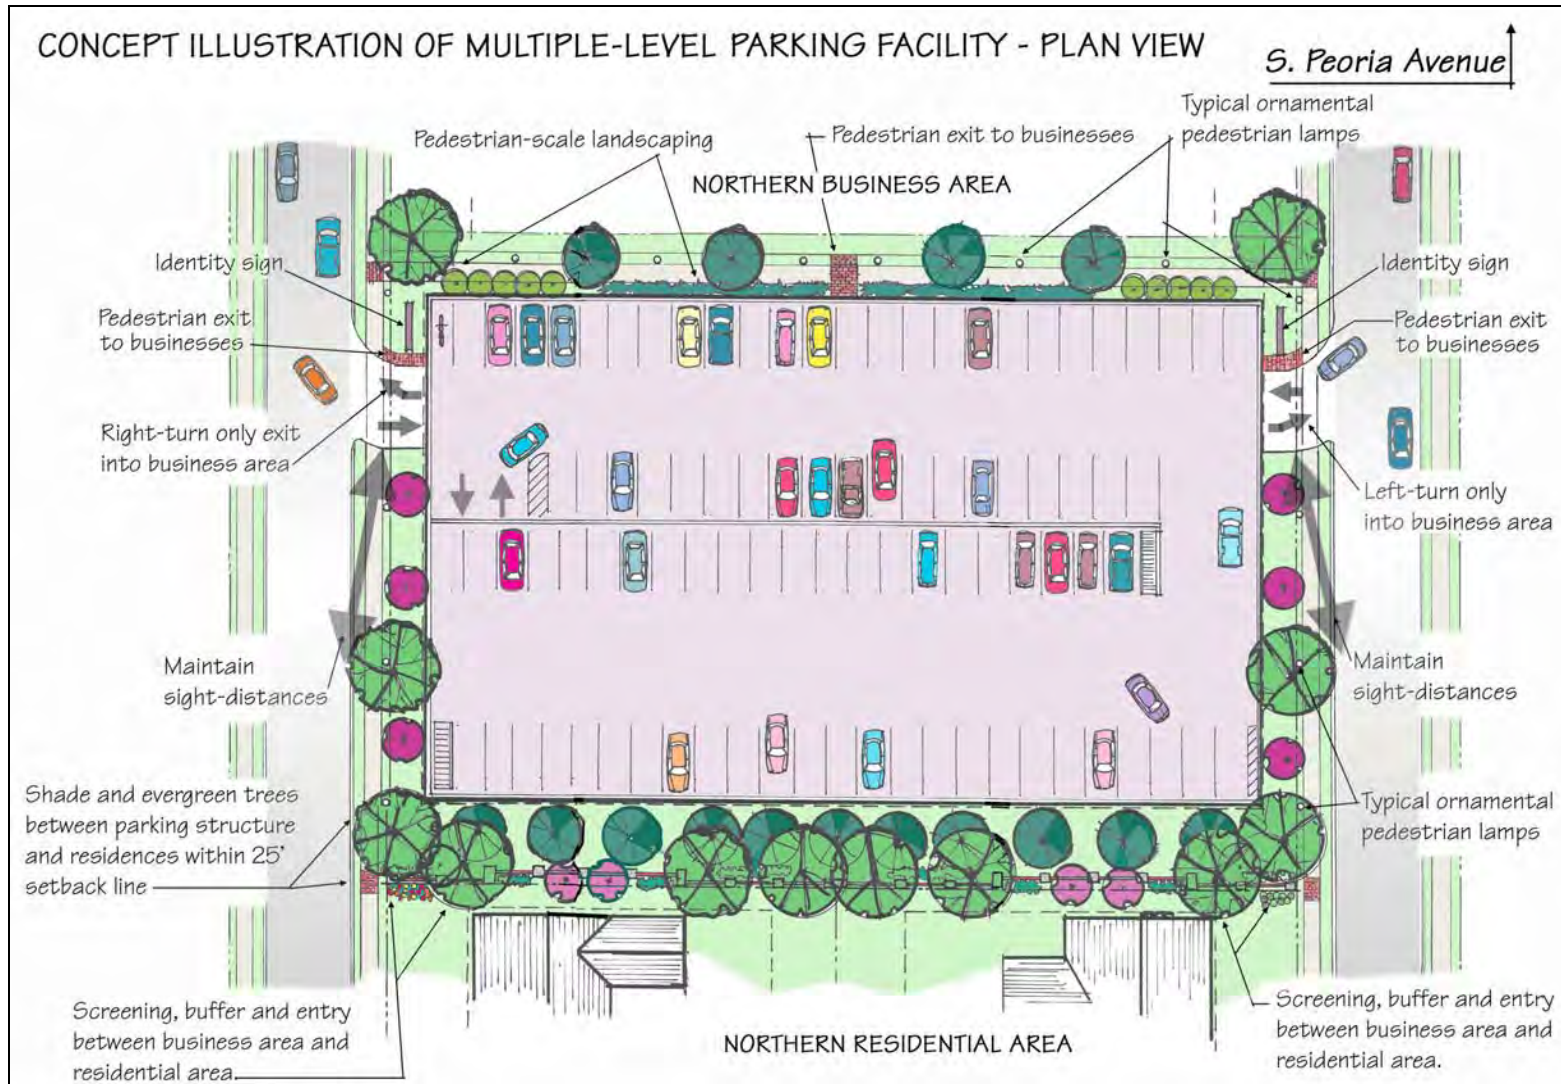 CONCEPT ILLUSTRATION OF MULTIPLE-LEVEL PARKING FACILITY - PLAN VIEW
S. Peoria Avenue
Typical ornamental
pedestrian lamps
Pedestrian-scale landscaping
Pedestrian exit to businesses
NORTHERN BUSINESS AREA
Identity sign
Identity sign
Pedestrian exit
to businesses
Pedestrian exit
to businesses
Right-turn only exit
into business area
Left-turn only
into business area
Maintain
sight-distances
Maintain
sight-distances
Shade and evergreen trees
between parking structure
and residences within 25'
setback line
Typical ornamental
pedestrian lamps
Screening, buffer and entry
between business area and
residential area.
NORTHERN RESIDENTIAL AREA
Screening, buffer and entry
between business area and
residential area.